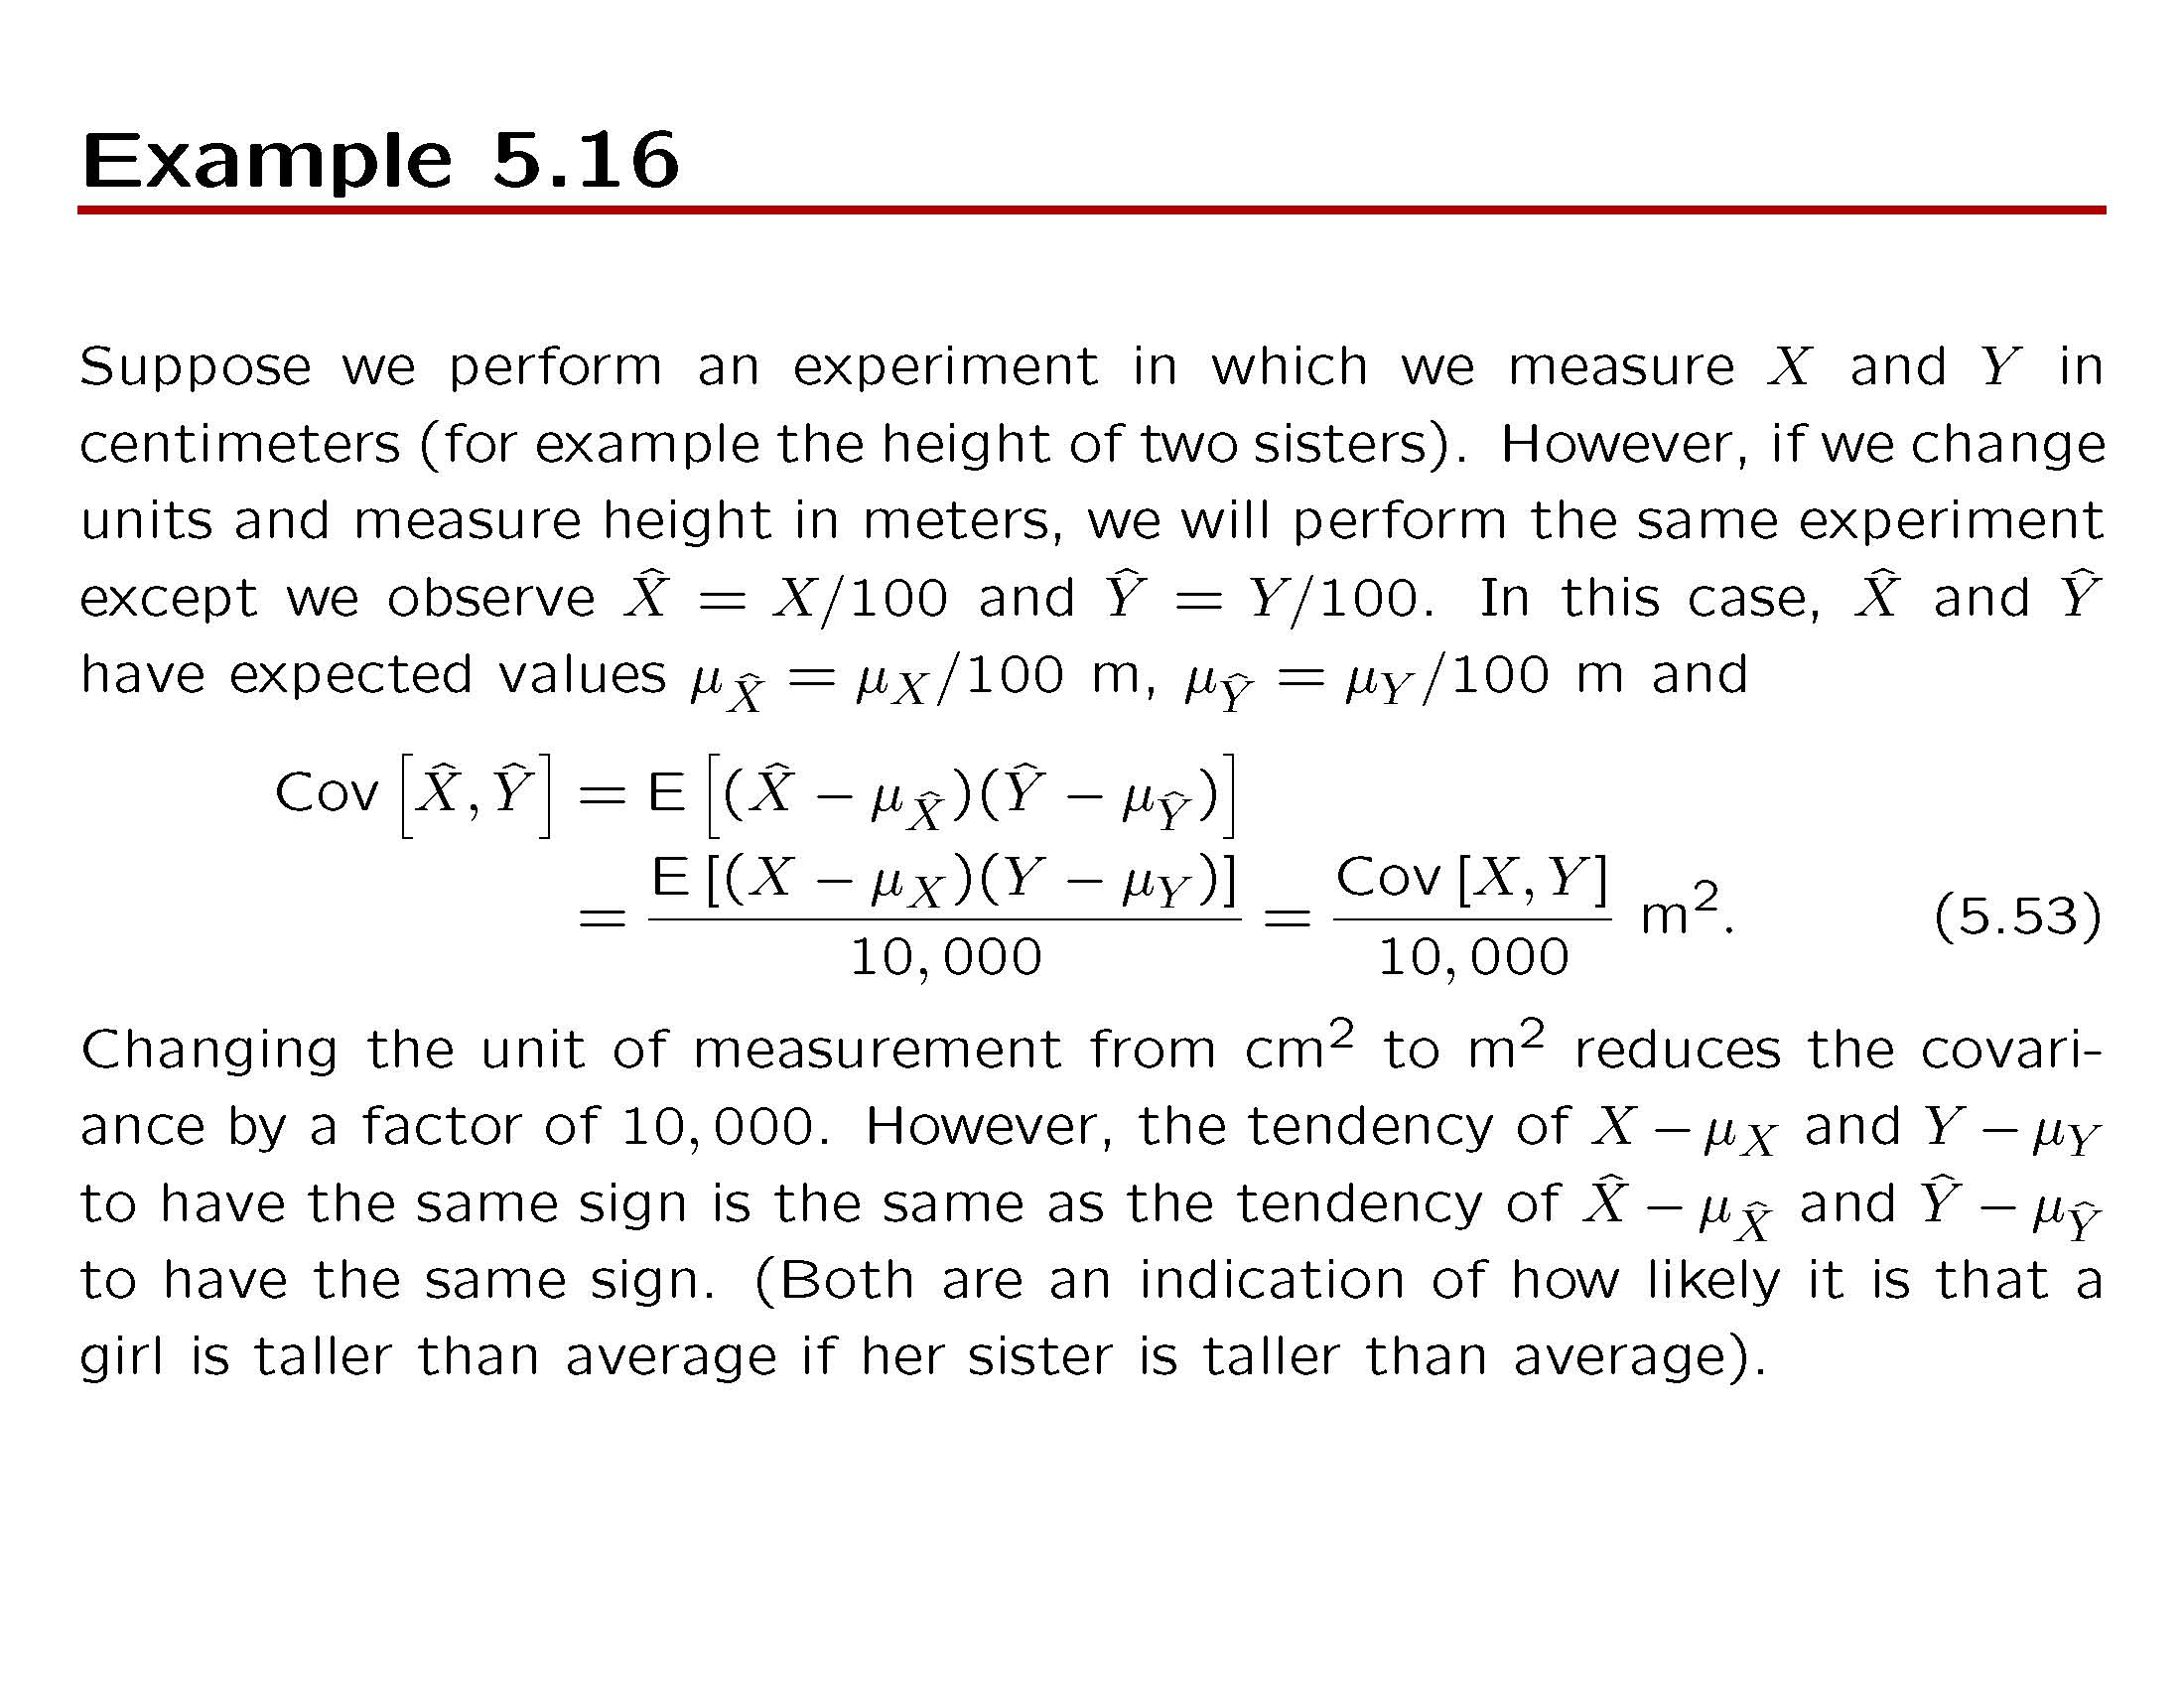 Example 5.16
Suppose we perform an experiment in which we measure X and Y in
centimeters (for example the height of two sisters). However, if we change
units and measure height in meters, we will perform the same experiment
except we observe X̂ = X/100 and Ŷ = Y/100. In this case, X̂ and Ŷ
have expected values μ_X̂ = μ_X/100 m, μ_Ŷ = μ_Y/100 m and
Cov [X̂, Ŷ] = E [(X̂ − μ_X̂)(Ŷ − μ_Ŷ)]
= E [(X − μ_X)(Y − μ_Y)] / 10,000 = Cov [X, Y] / 10,000 m². (5.53)
Changing the unit of measurement from cm² to m² reduces the covari-
ance by a factor of 10,000. However, the tendency of X − μ_X and Y − μ_Y
to have the same sign is the same as the tendency of X̂ − μ_X̂ and Ŷ − μ_Ŷ
to have the same sign. (Both are an indication of how likely it is that a
girl is taller than average if her sister is taller than average).